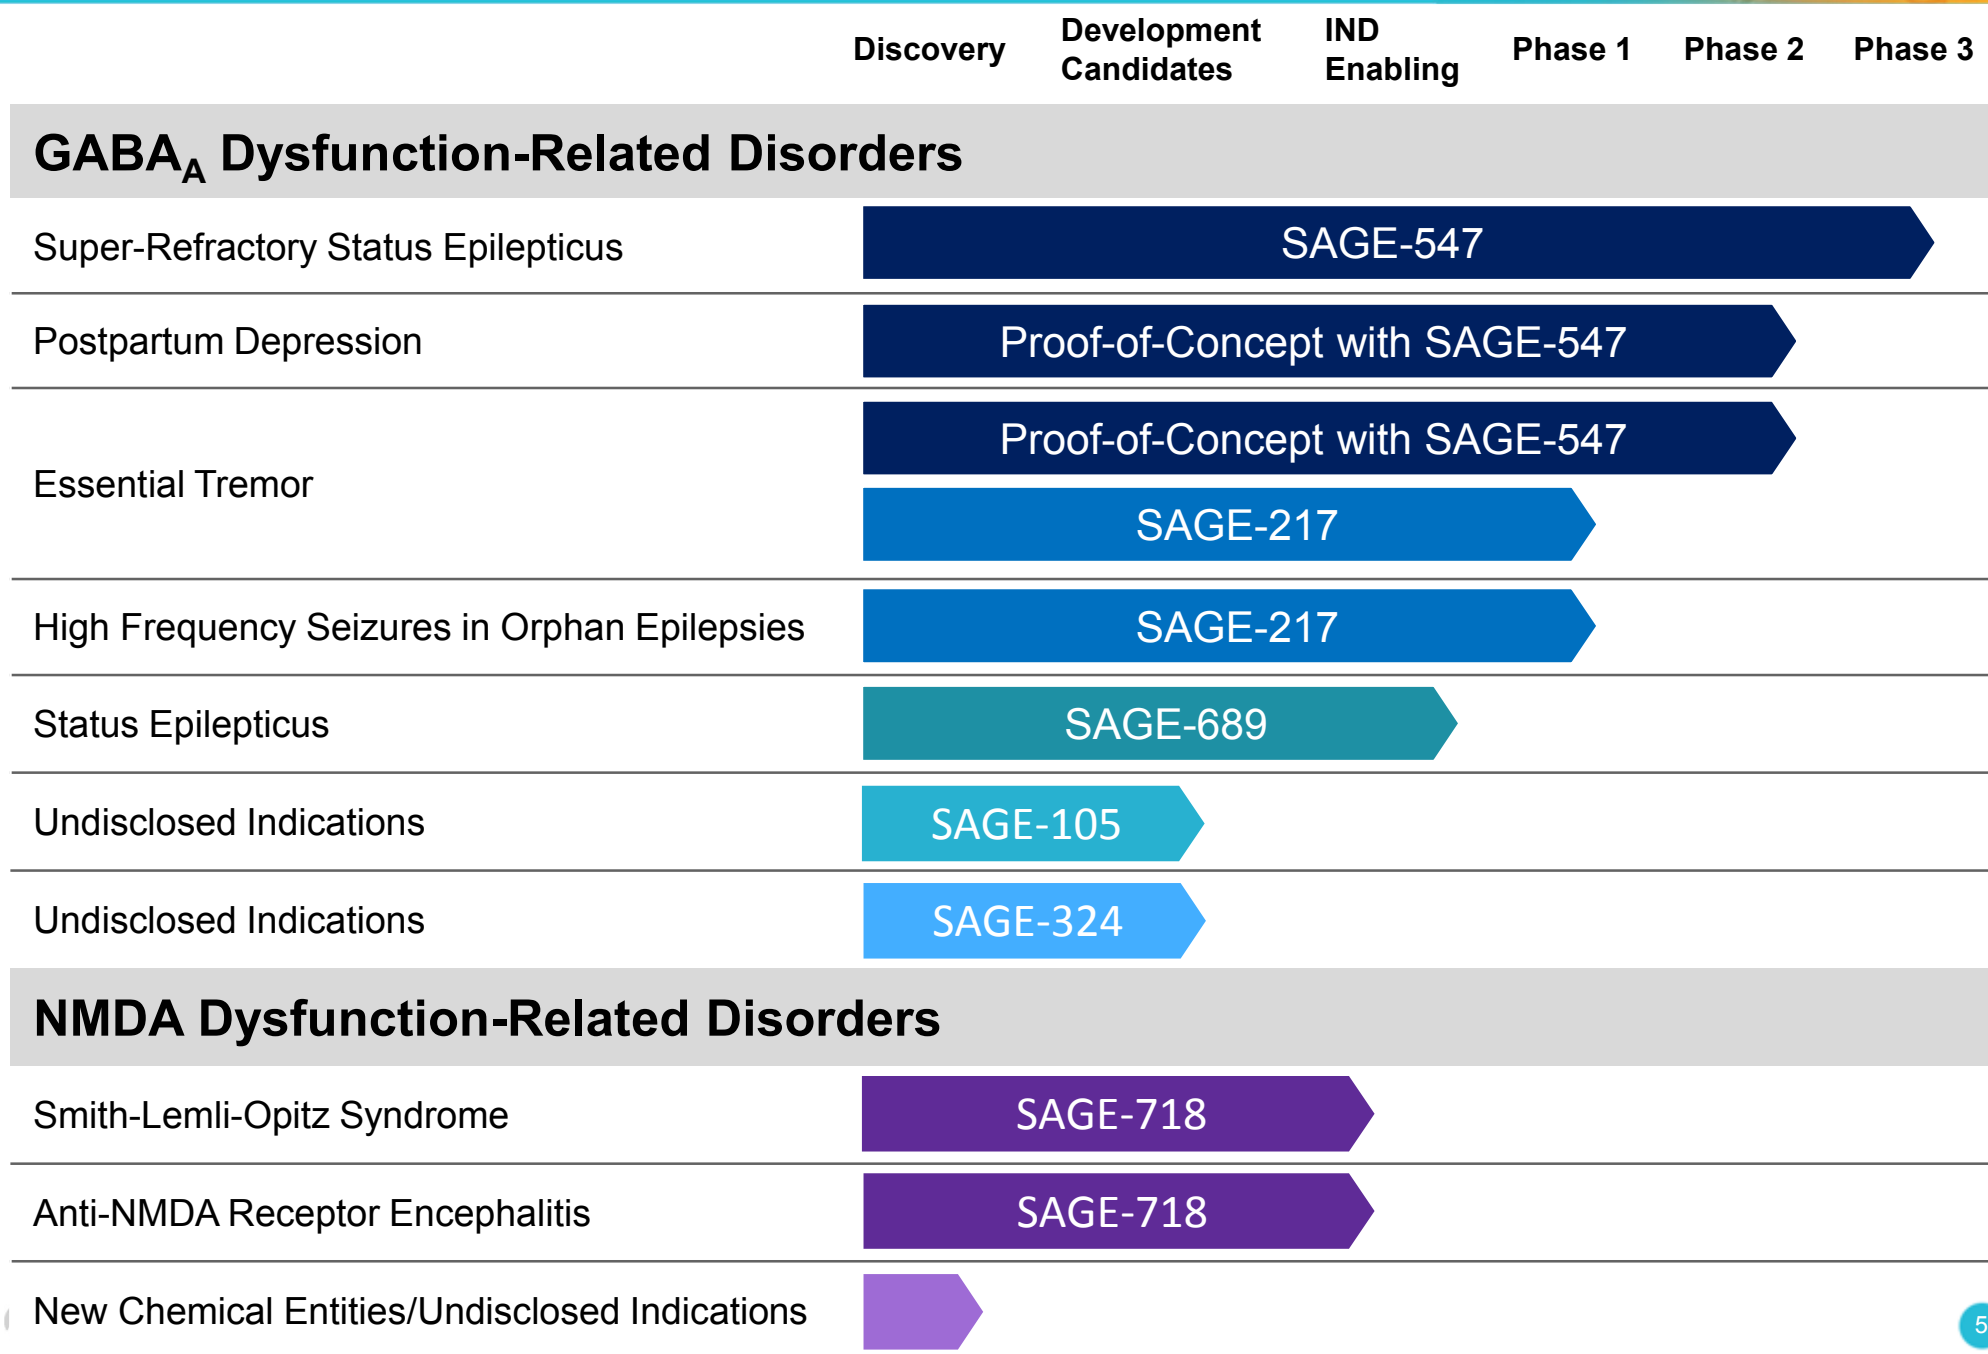 Discovery
Development
Candidates
IND
Enabling
Phase 1
Phase 2
Phase 3
GABAA Dysfunction-Related Disorders
Super-Refractory Status Epilepticus
SAGE-547
Postpartum Depression
Proof-of-Concept with SAGE-547
Essential Tremor
Proof-of-Concept with SAGE-547
SAGE-217
High Frequency Seizures in Orphan Epilepsies
SAGE-217
Status Epilepticus
SAGE-689
Undisclosed Indications
SAGE-105
Undisclosed Indications
SAGE-324
NMDA Dysfunction-Related Disorders
Smith-Lemli-Opitz Syndrome
SAGE-718
Anti-NMDA Receptor Encephalitis
SAGE-718
New Chemical Entities/Undisclosed Indications
5